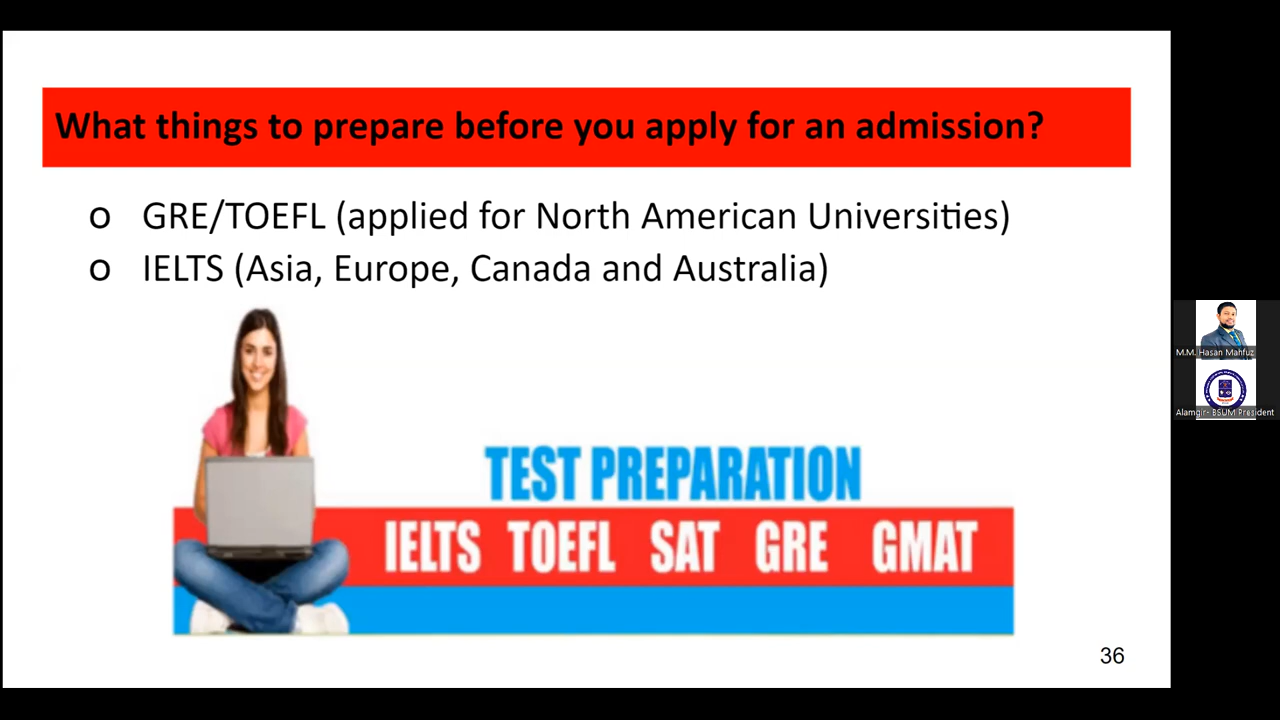 What things to prepare before you apply for an admission?
o GRE/TOEFL (applied for North American Universities)
o IELTS (Asia, Europe, Canada and Australia)
TEST PREPARATION
IELTS TOEFL SAT GRE GMAT
36
M.M. Hasan Mahfuz
Alamgir- BSUM President